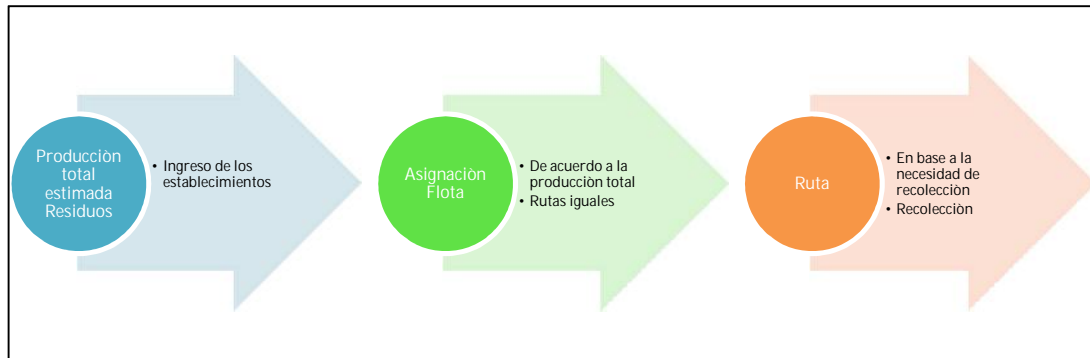 Producciòn
total
estimada
Residuos
• Ingreso de los
establecimientos
Asignaciòn
Flota
• De acuerdo a la
producciòn total
• Rutas iguales
Ruta
• En base a la
necesidad de
recolecciòn
• Recolecciòn